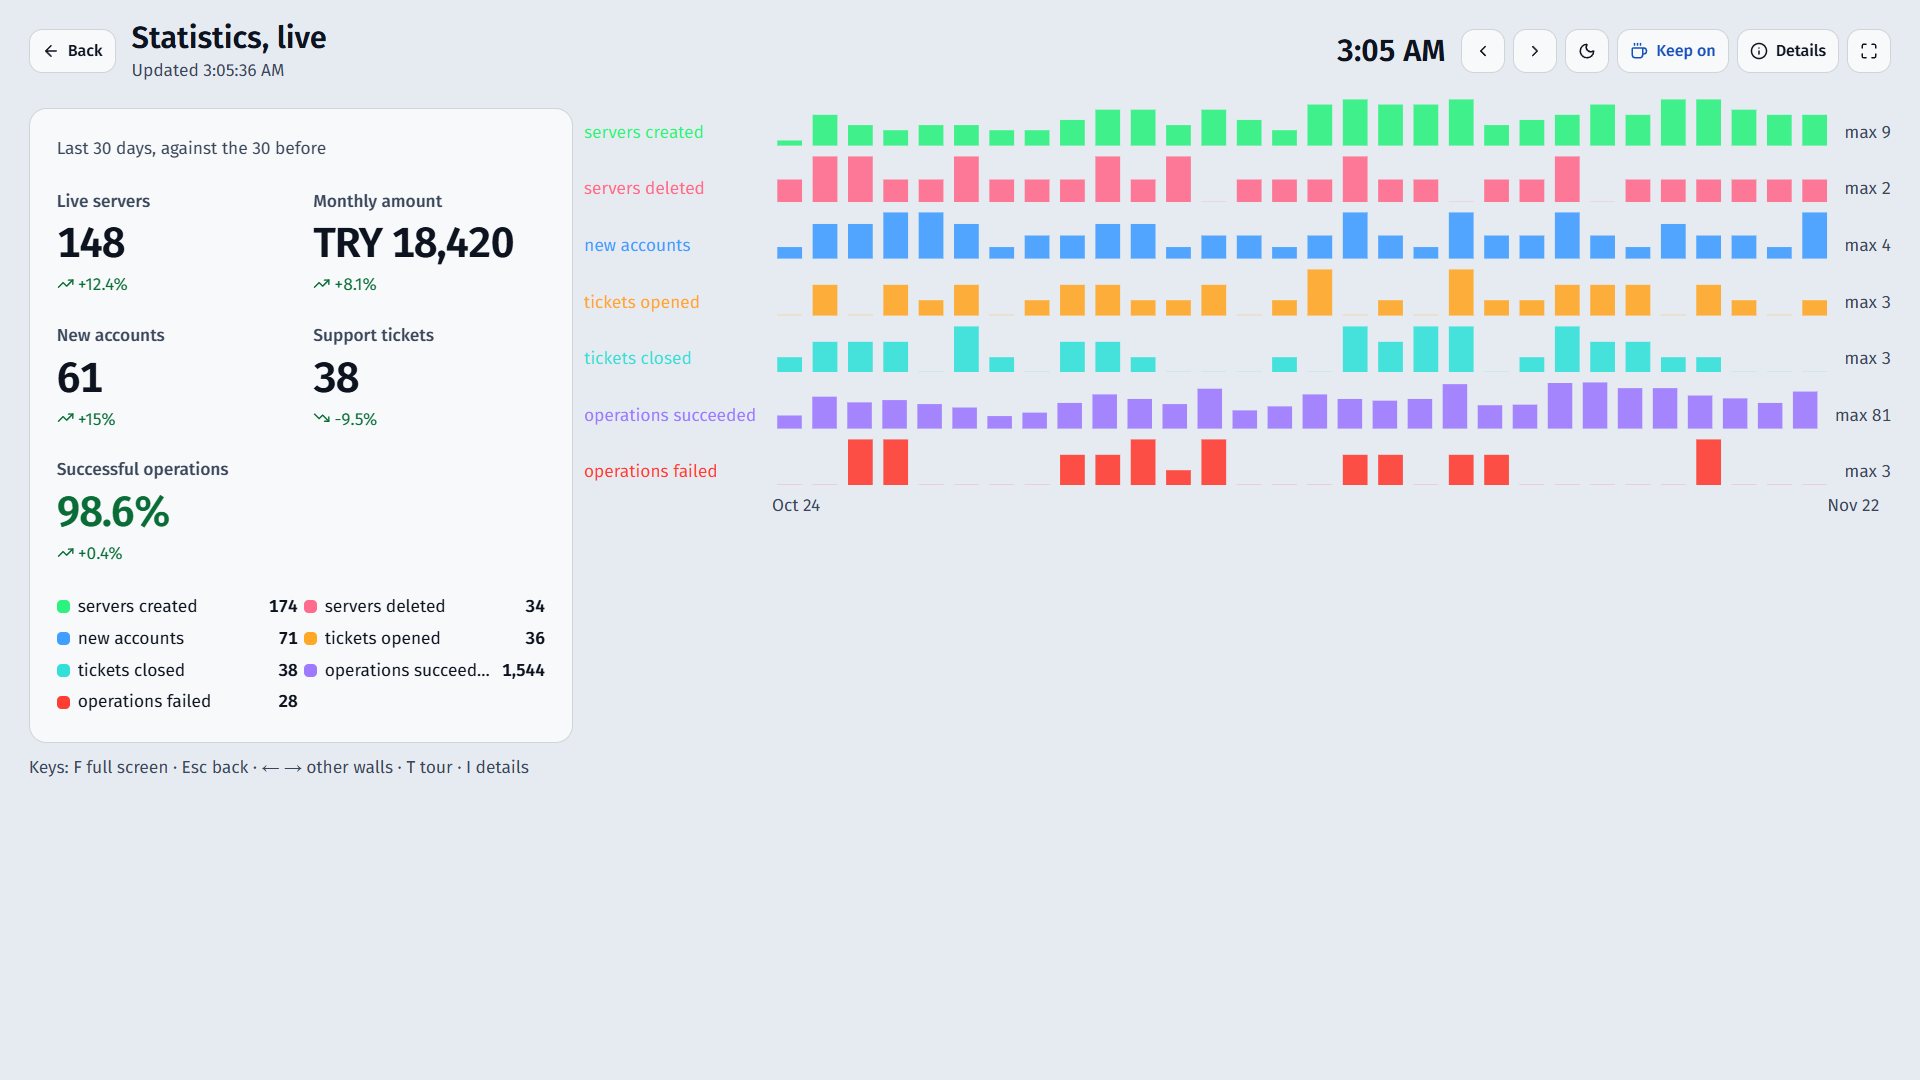 Back
Statistics, live
Updated 3:05:36 AM
3:05 AM
Keep on
Details
Last 30 days, against the 30 before
Live servers
148
+12.4%
Monthly amount
TRY 18,420
+8.1%
New accounts
61
+15%
Support tickets
38
-9.5%
Successful operations
98.6%
+0.4%
servers created 174
servers deleted 34
new accounts 71
tickets opened 36
tickets closed 38
operations succeed... 1,544
operations failed 28
Keys: F full screen · Esc back · ← → other walls · T tour · I details
servers created max 9
servers deleted max 2
new accounts max 4
tickets opened max 3
tickets closed max 3
operations succeeded max 81
operations failed max 3
Oct 24 Nov 22